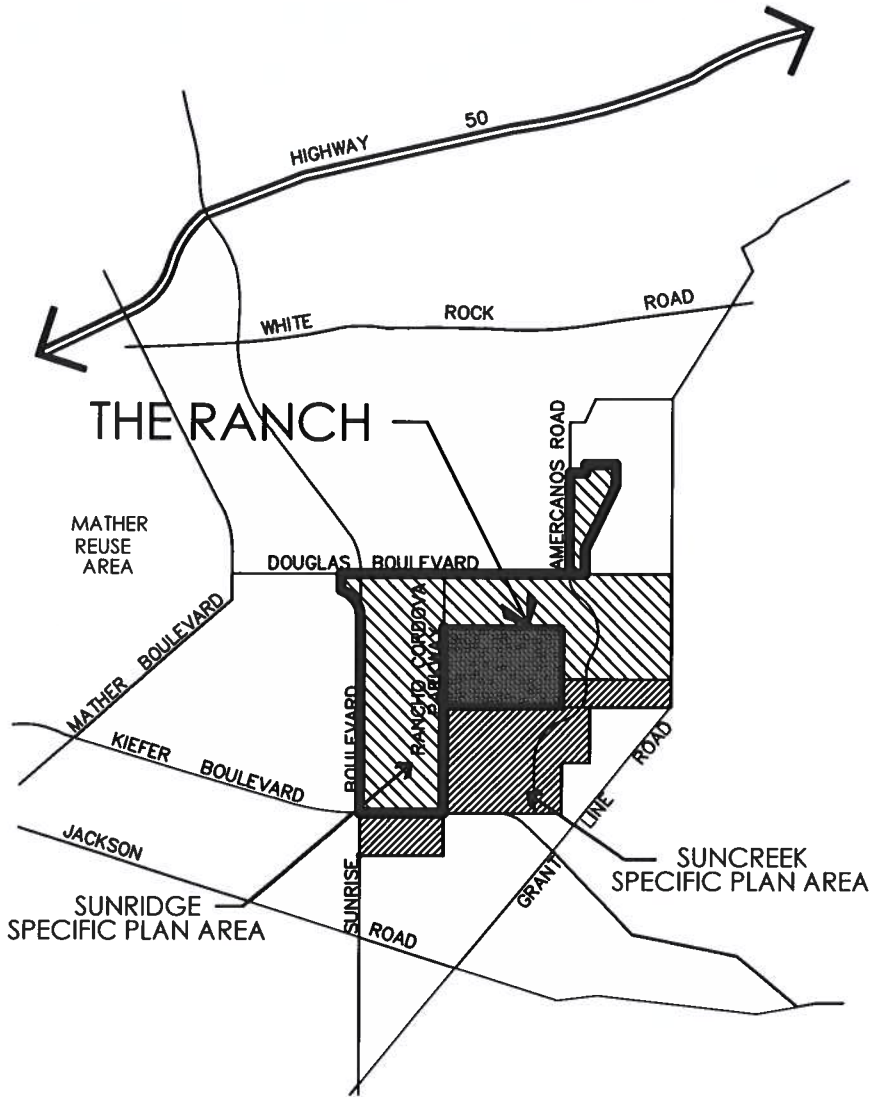 HIGHWAY 50
WHITE ROCK ROAD
THE RANCH
AMERCANOS ROAD
MATHER
REUSE
AREA
DOUGLAS BOULEVARD
MATHER BOULEVARD
RANCHO CORDOVA
PARKWAY
SUNRISE BOULEVARD
KIEFER BOULEVARD
JACKSON ROAD
GRANT LINE ROAD
SUNCREEK
SPECIFIC PLAN AREA
SUNRIDGE
SPECIFIC PLAN AREA